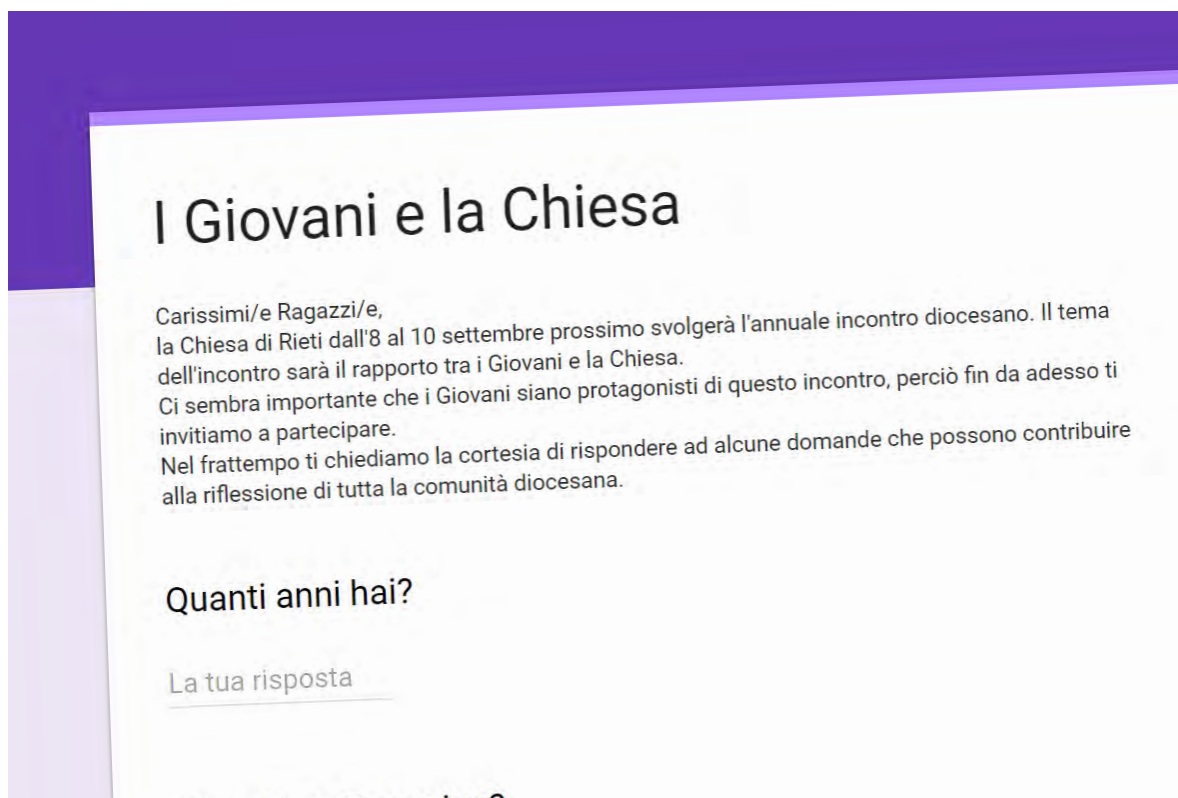 I Giovani e la Chiesa
Carissimi/e Ragazzi/e,
la Chiesa di Rieti dall'8 al 10 settembre prossimo svolgerà l'annuale incontro diocesano. Il tema
dell'incontro sarà il rapporto tra i Giovani e la Chiesa.
Ci sembra importante che i Giovani siano protagonisti di questo incontro, perciò fin da adesso ti
invitiamo a partecipare.
Nel frattempo ti chiediamo la cortesia di rispondere ad alcune domande che possono contribuire
alla riflessione di tutta la comunità diocesana.
Quanti anni hai?
La tua risposta